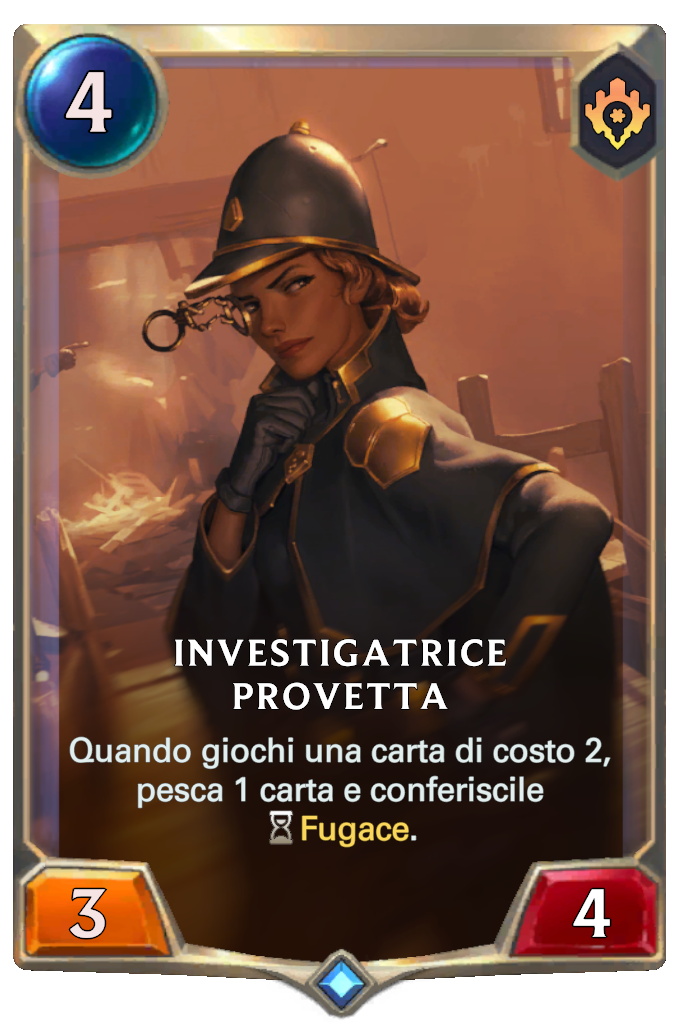 4
INVESTIGATRICE
PROVETTA
Quando giochi una carta di costo 2,
pesca 1 carta e conferiscile
Fugace.
3
4